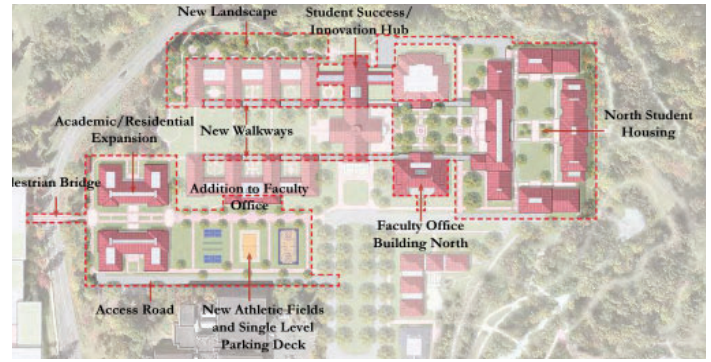 New Landscape
Student Success/
Innovation Hub
Academic/Residential
Expansion
New Walkways
North Student
Housing
lestrian Bridge
Addition to Faculty
Office
Faculty Office
Building North
Access Road
New Athletic Fields
and Single Level
Parking Deck